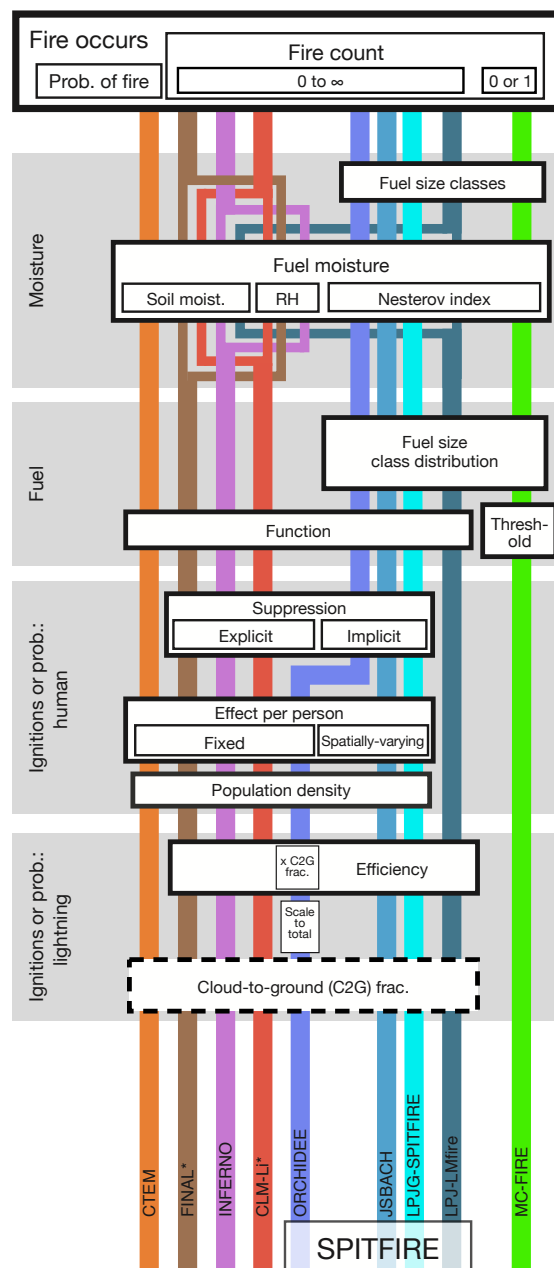 Fire occurs
Fire count
Prob. of fire
0 to ∞
0 or 1
Moisture
Fuel size classes
Fuel moisture
Soil moist.
RH
Nesterov index
Fuel
Fuel size
class distribution
Function
Thresh-
old
Ignitions or prob.:
human
Suppression
Explicit
Implicit
Effect per person
Fixed
Spatially-varying
Population density
Ignitions or prob.:
lightning
x C2G
frac.
Efficiency
Scale
to
total
Cloud-to-ground (C2G) frac.
CTEM
FINAL*
INFERNO
CLM-Li*
ORCHIDEE
JSBACH
LPJG-SPITFIRE
LPJ-LMfire
MC-FIRE
SPITFIRE